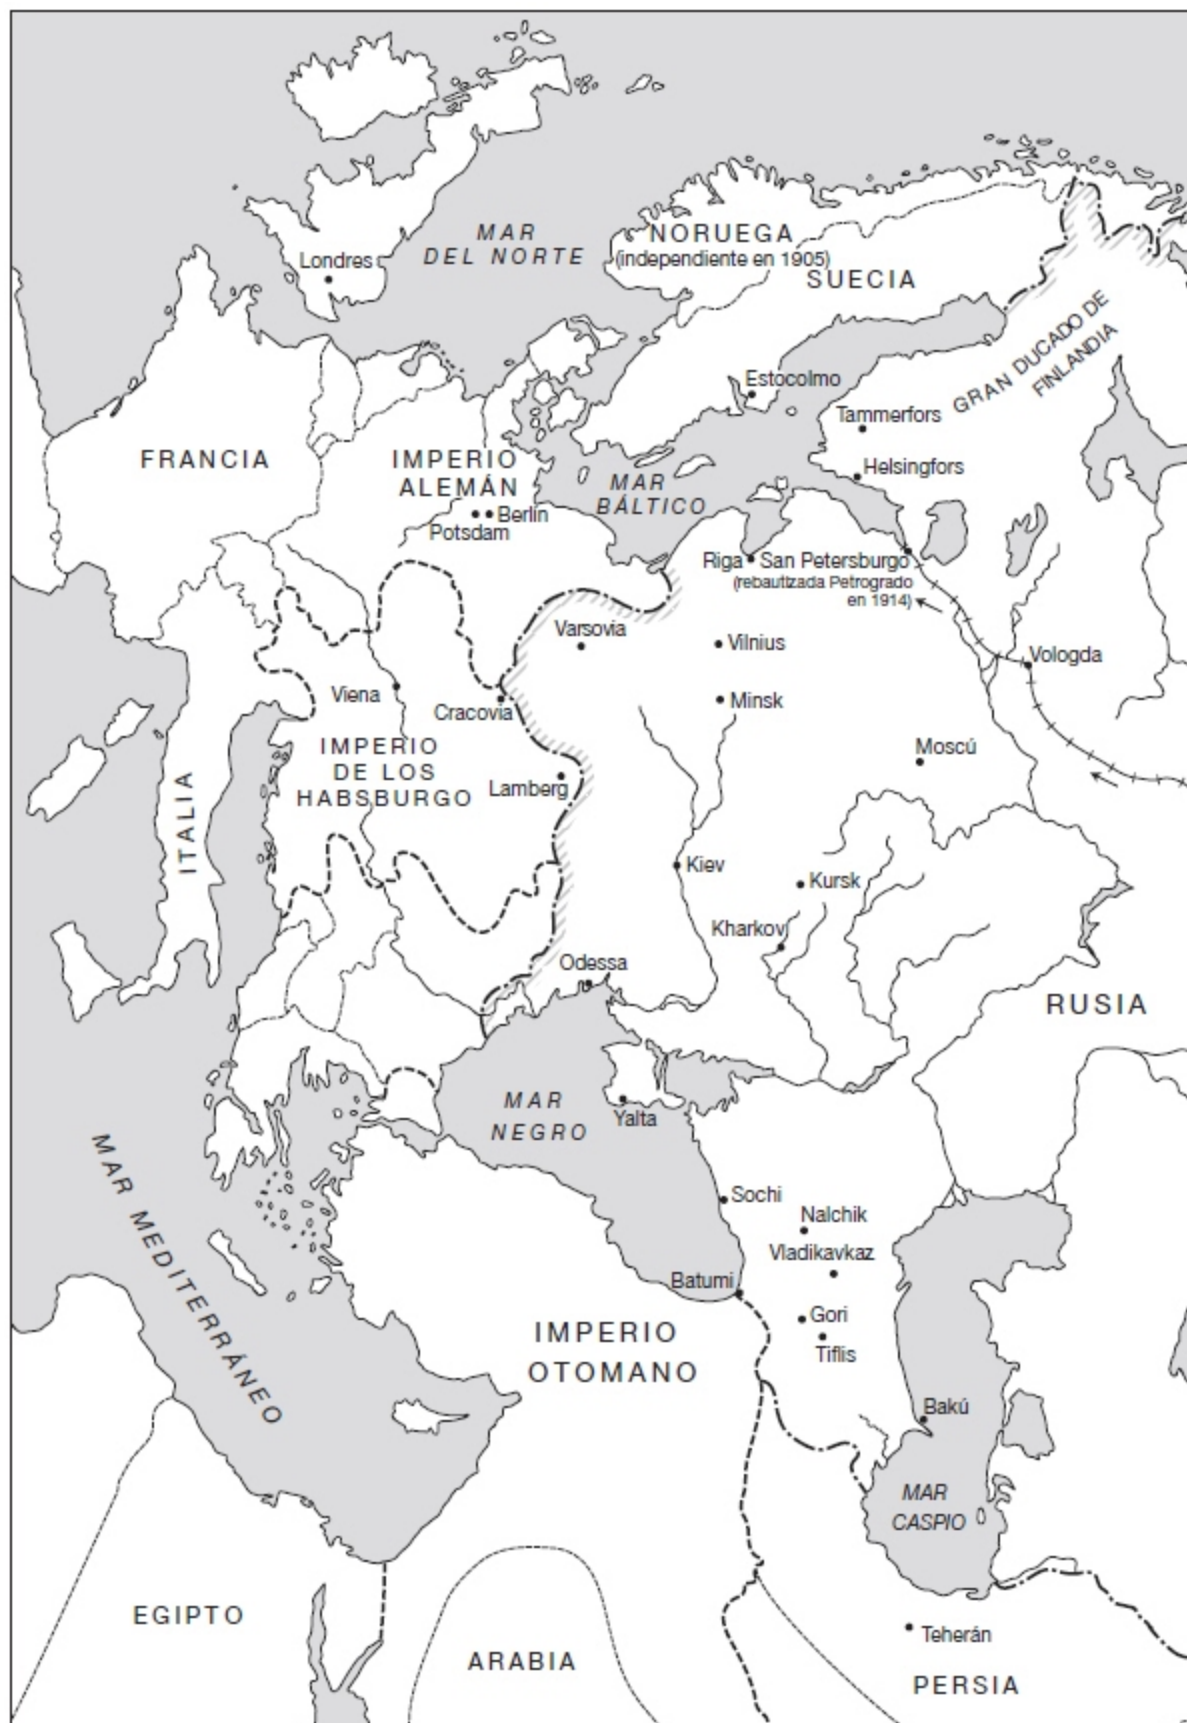 MAR
DEL NORTE
NORUEGA
(independiente en 1905)
SUECIA
Londres
GRAN DUCADO DE
FINLANDIA
Estocolmo
Tammerfors
Helsingfors
FRANCIA
IMPERIO
ALEMÁN
Berlín
Potsdam
MAR
BÁLTICO
Riga
San Petersburgo
(rebautizada Petrogrado
en 1914)
Varsovia
Vilnius
Vologda
Viena
Cracovia
Minsk
IMPERIO
DE LOS
HABSBURGO
Moscú
Lamberg
ITALIA
Kiev
Kursk
Kharkov
Odessa
RUSIA
MAR
NEGRO
Yalta
MAR MEDITERRÁNEO
Sochi
Nalchik
Vladikavkaz
Batumi
Gori
Tiflis
IMPERIO
OTOMANO
Bakú
MAR
CASPIO
EGIPTO
ARABIA
Teherán
PERSIA